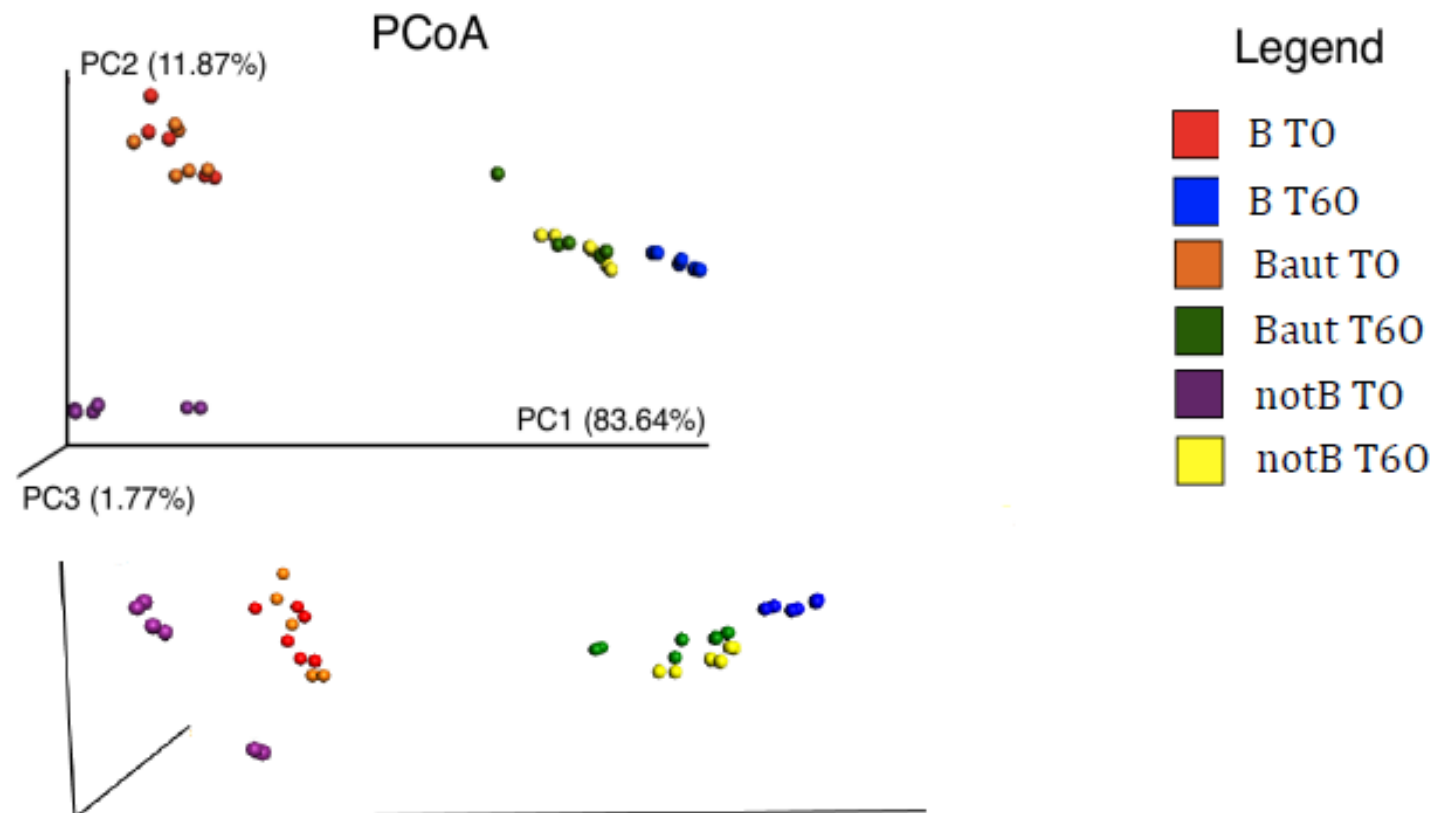 PCoA
PC2 (11.87%)
PC1 (83.64%)
PC3 (1.77%)
Legend
B T0
B T60
Baut T0
Baut T60
notB T0
notB T60